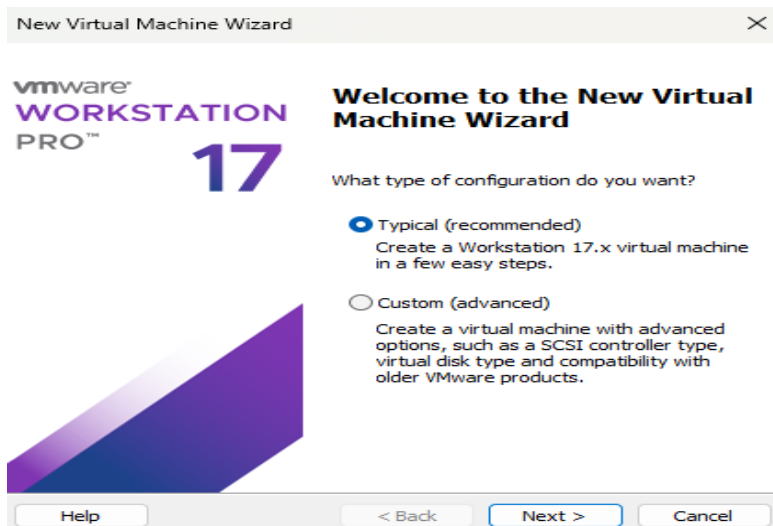 New Virtual Machine Wizard
vmware®
WORKSTATION
PRO™
17
Welcome to the New Virtual
Machine Wizard
What type of configuration do you want?
Typical (recommended)
Create a Workstation 17.x virtual machine
in a few easy steps.
Custom (advanced)
Create a virtual machine with advanced
options, such as a SCSI controller type,
virtual disk type and compatibility with
older VMware products.
Help
< Back
Next >
Cancel